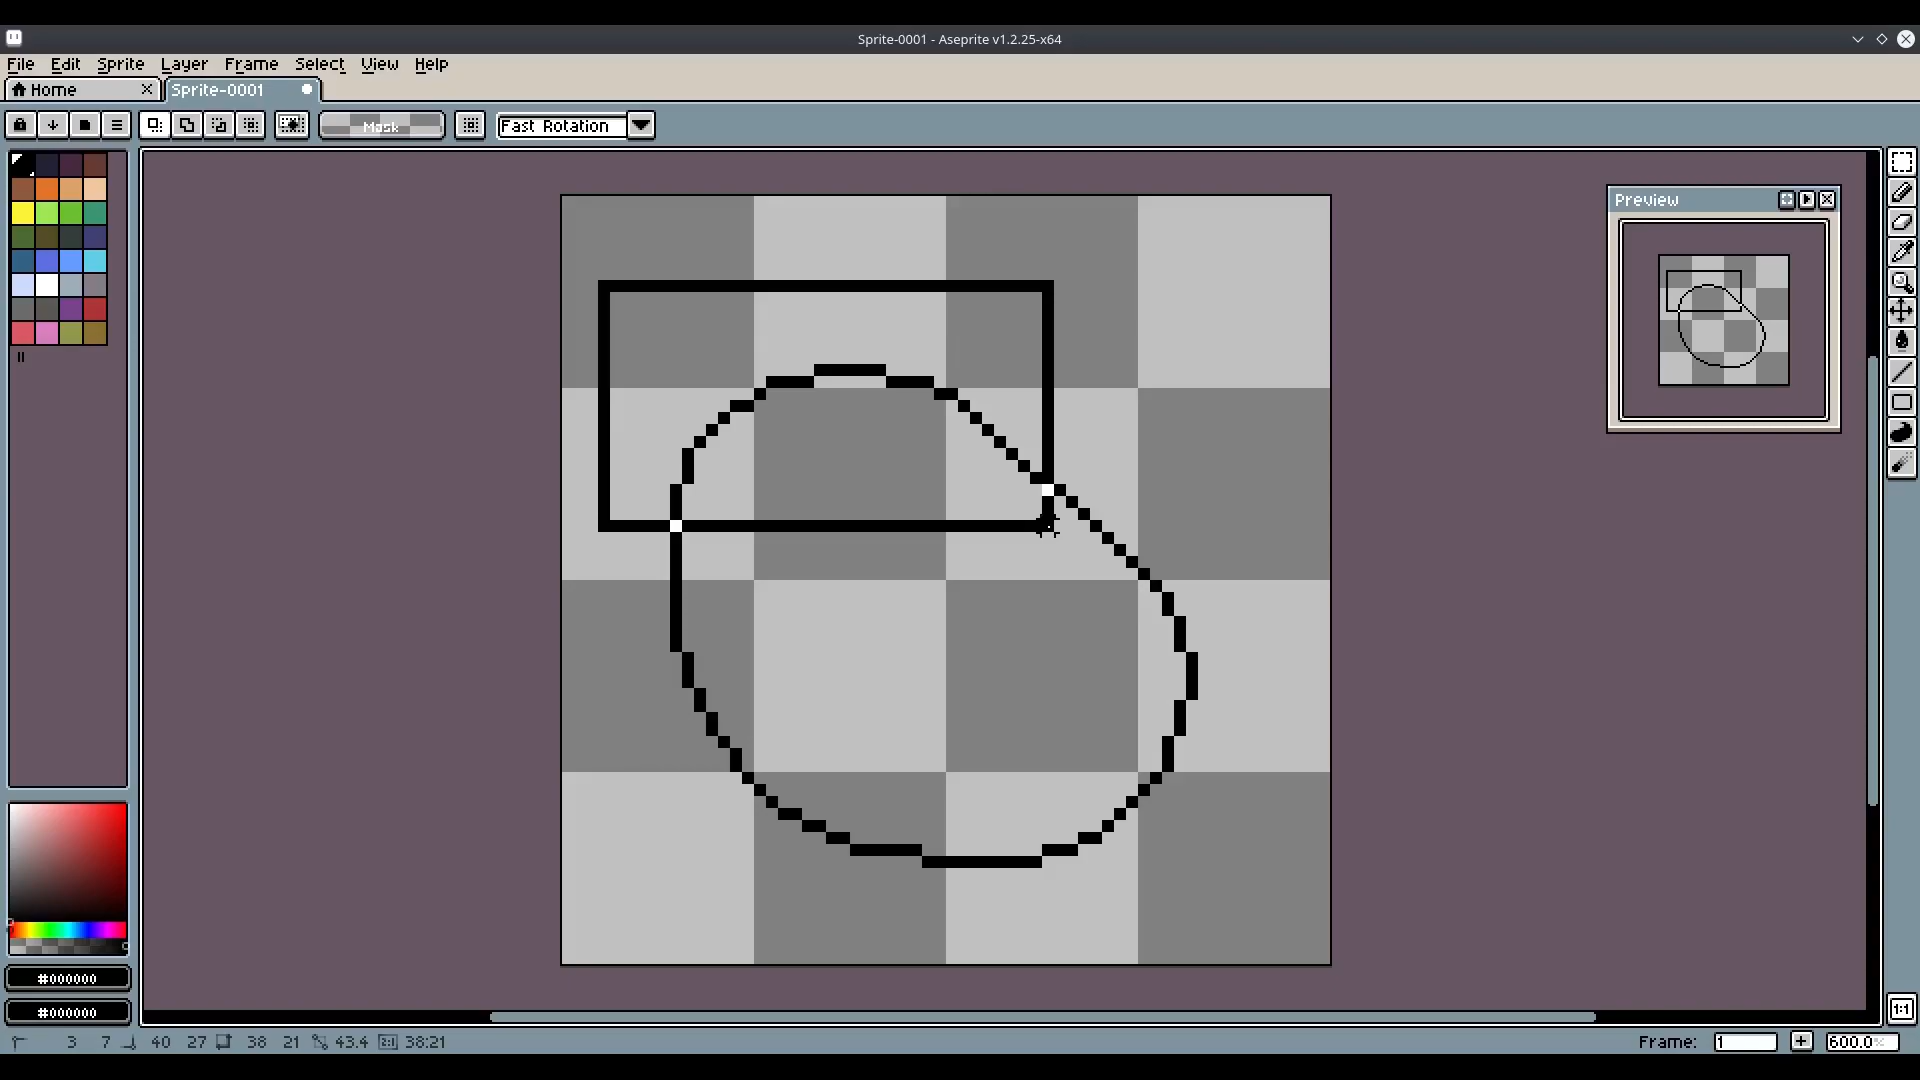 Sprite-0001 - Aseprite v1.2.25-x64
File Edit Sprite Layer Frame Select View Help
Home Sprite-0001
Mask Fast Rotation
Preview
#000000
#000000
1:1
3 7 40 27 38 21 43.4 38:21 Frame: 1 600.0%